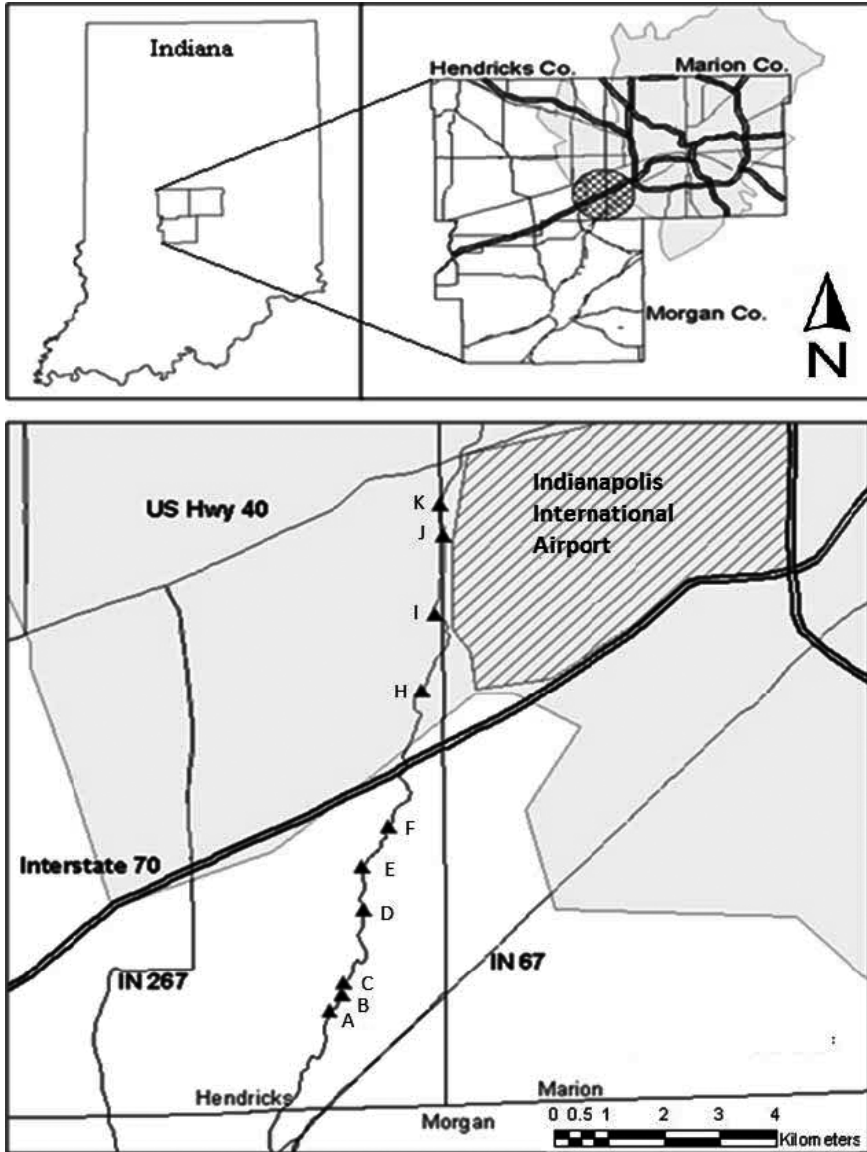 Indiana
Hendricks Co.
Marion Co.
Morgan Co.
N
US Hwy 40
Indianapolis
International
Airport
K
J
I
H
F
Interstate 70
E
D
IN 67
IN 267
C
B
A
Hendricks
Marion
Morgan
0 0.5 1 2 3 4
Kilometers